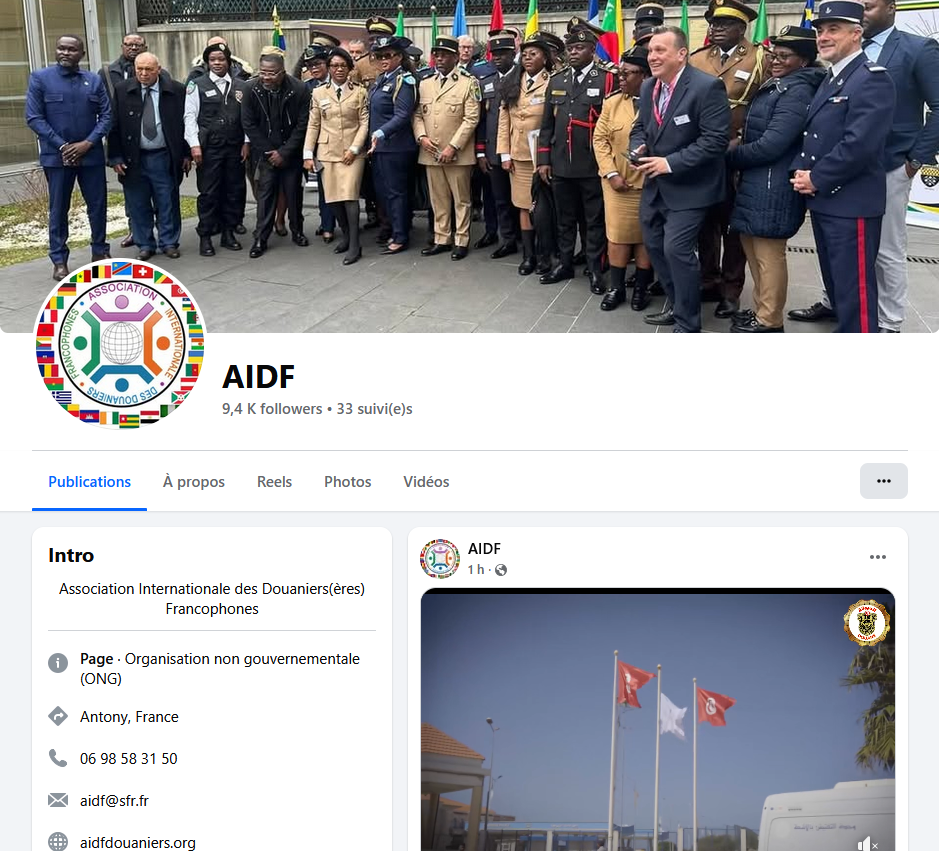 ASSOCIATION INTERNATIONALE DES DOUANIERS FRANCOPHONES
AIDF
9,4 K followers • 33 suivi(e)s
Publications
À propos
Reels
Photos
Vidéos
Intro
Association Internationale des Douaniers(ères)
Francophones
Page · Organisation non gouvernementale
(ONG)
Antony, France
06 98 58 31 50
aidf@sfr.fr
aidfdouaniers.org
AIDF
1 h ·